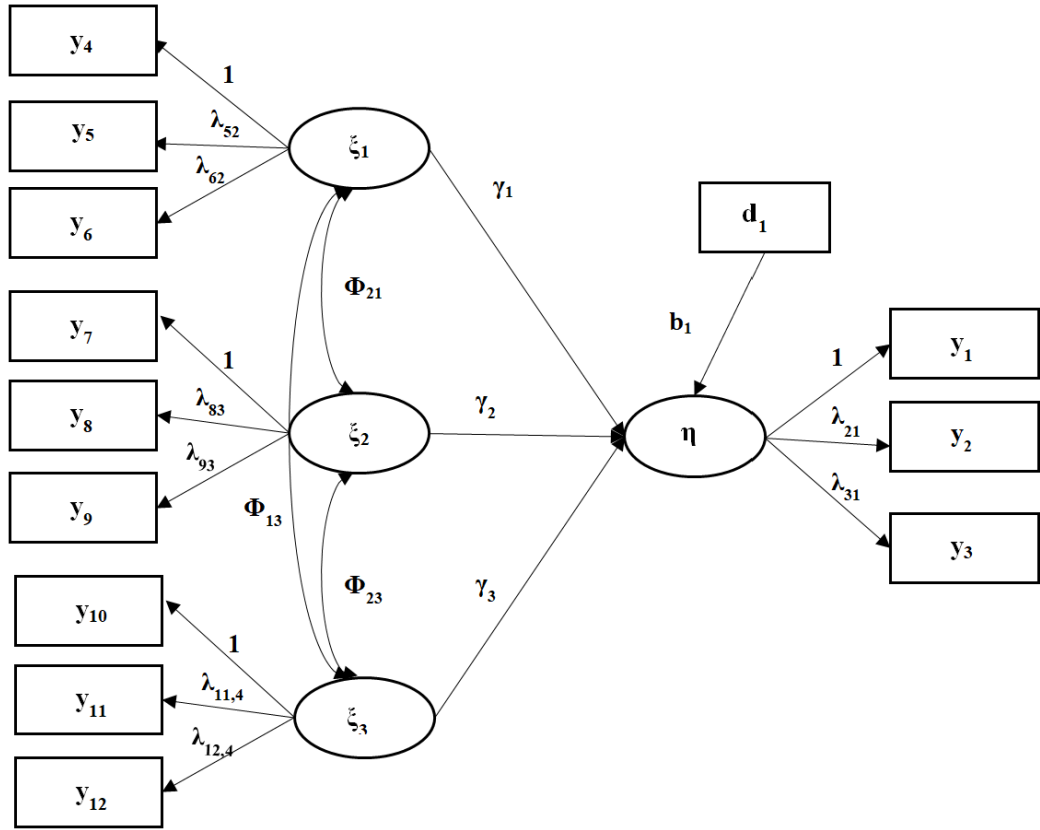 y₄
1
y₅
λ₅₂
λ₆₂
y₆
ξ₁
γ₁
d₁
Φ₂₁
b₁
y₇
1
y₈
λ₈₃
λ₉₃
y₉
ξ₂
γ₂
η
1
y₁
λ₂₁
y₂
λ₃₁
y₃
Φ₁₃
Φ₂₃
γ₃
y₁₀
1
y₁₁
λ₁₁,₄
λ₁₂,₄
y₁₂
ξ₃